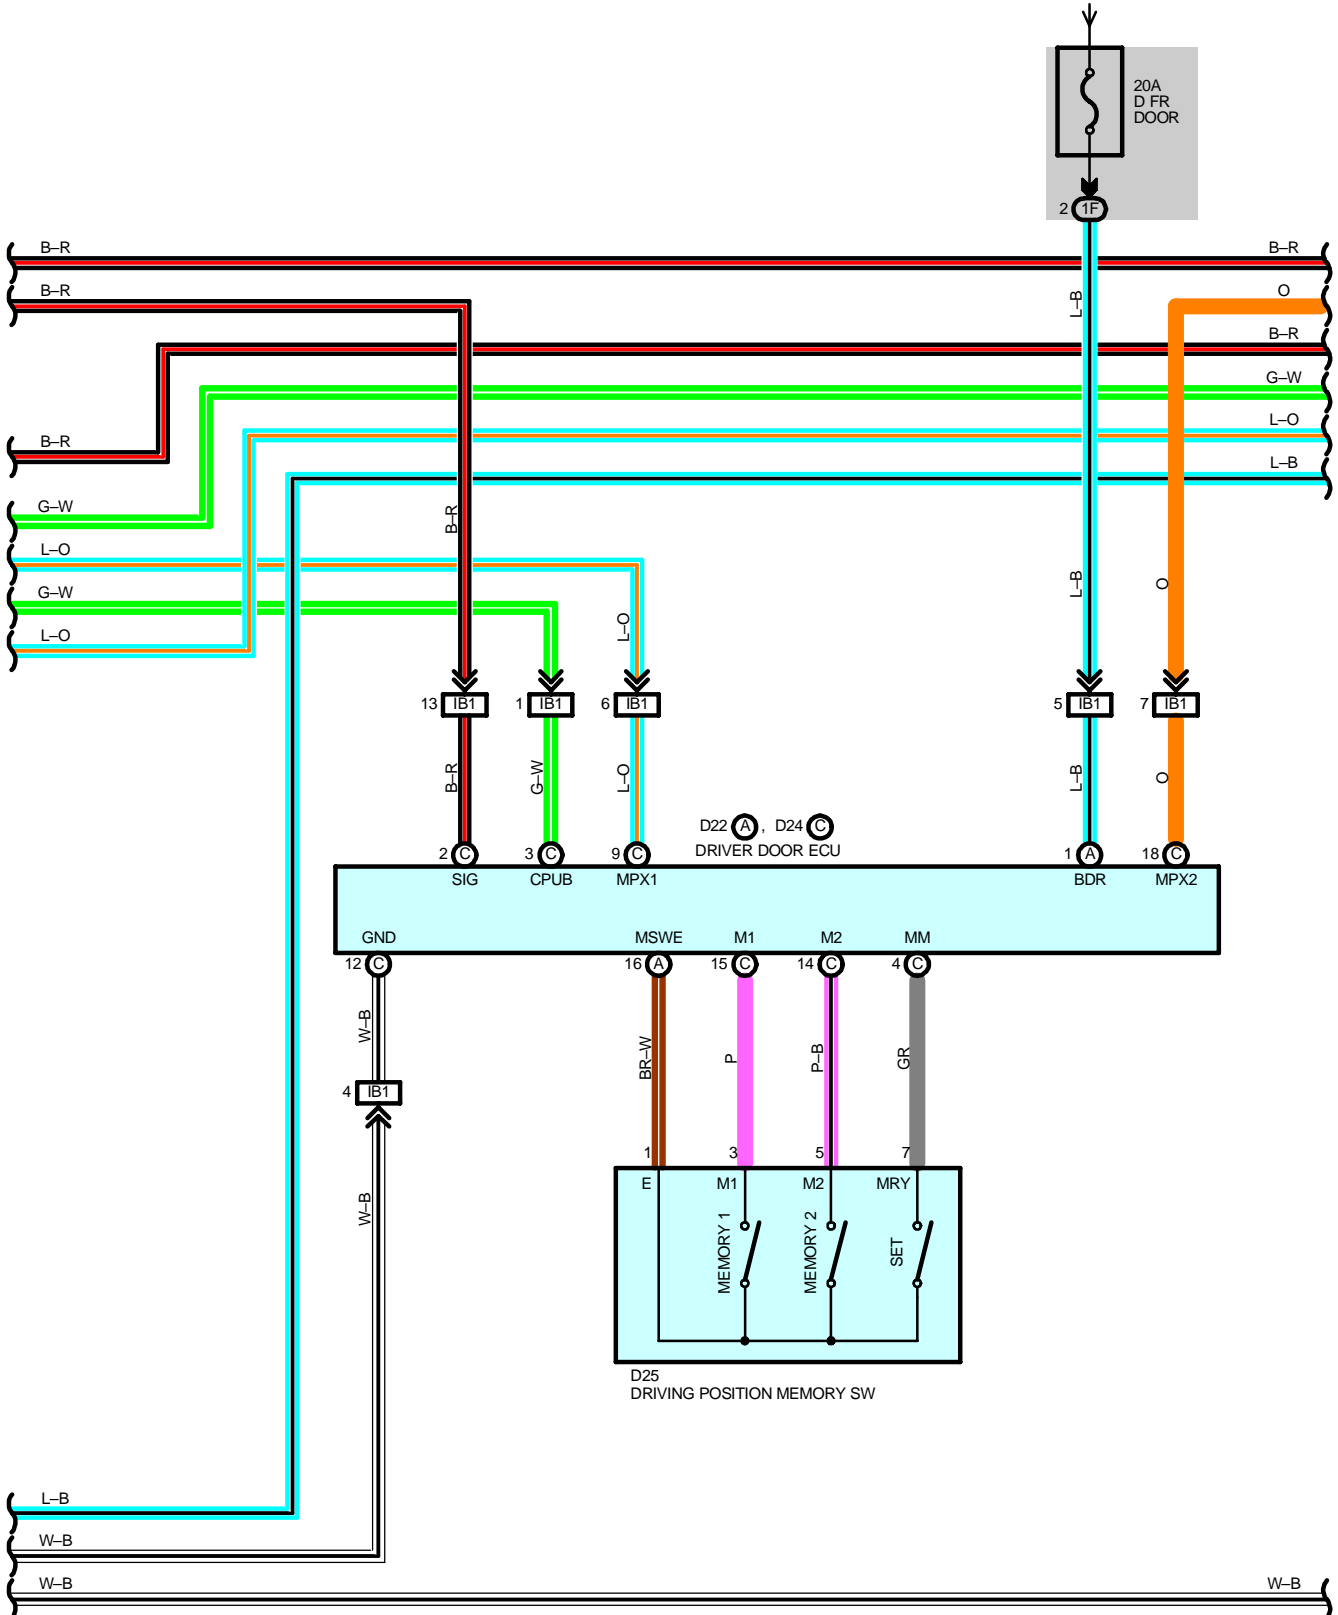 20A
D FR
DOOR
2 1F
B–R B–R
B–R O
L–B
B–R
G–W
L–O
B–R
L–B
G–W
B–R
L–O
L–B O
G–W
L–O
L–O
13 IB1 1 IB1 6 IB1 5 IB1 7 IB1
B–R G–W L–O L–B O
D22 A , D24 C
DRIVER DOOR ECU
2 C 3 C 9 C 1 A 18 C
SIG CPUB MPX1 BDR MPX2
GND MSWE M1 M2 MM
12 C 16 A 15 C 14 C 4 C
W–B BR–W P P–B GR
4 IB1
1 3 5 7
E M1 M2 MRY
W–B
MEMORY 1 MEMORY 2 SET
D25
DRIVING POSITION MEMORY SW
L–B
W–B
W–B W–B